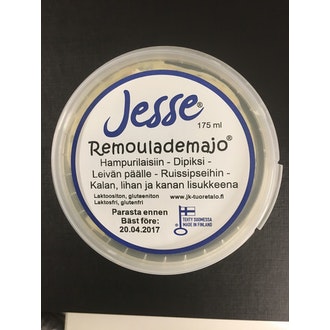 Jesse®
175 ml
Remoulademajo®
Hampurilaisiin - Dipiksi -
Leivän päälle - Ruissipseihin -
Kalan, lihan ja kanan lisukkeena
Laktoositon, gluteeniton
Laktosfri, glutenfri
www.jk-tuoretalo.fi
Parasta ennen
Bäst före:
20.04.2017
TEHTY SUOMESSA
MADE IN FINLAND